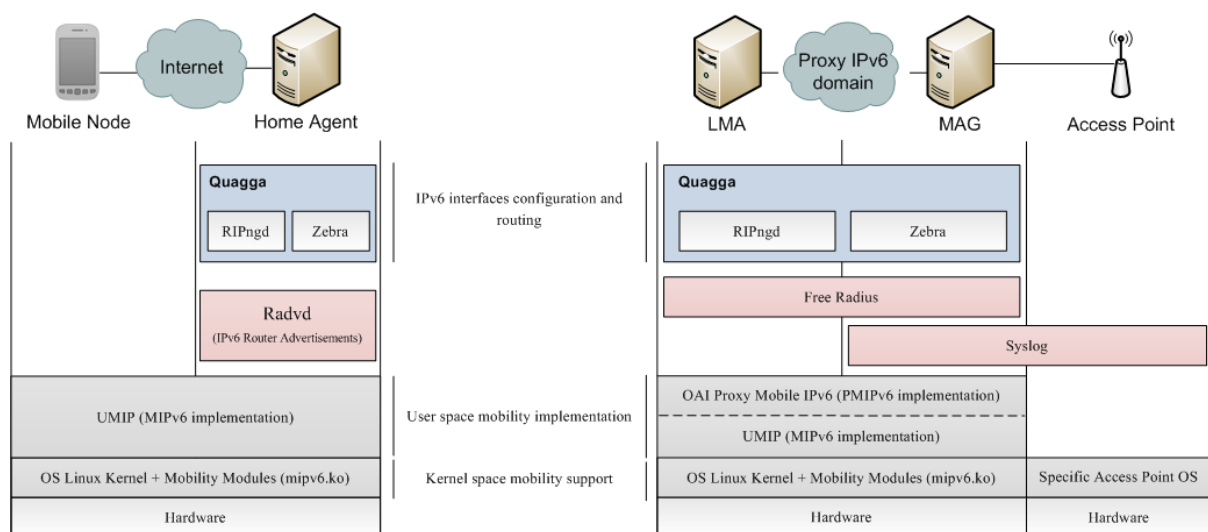 Internet
Mobile Node
Home Agent
Proxy IPv6
domain
LMA
MAG
Access Point
Quagga
RIPngd
Zebra
IPv6 interfaces configuration and
routing
Quagga
RIPngd
Zebra
Radvd
(IPv6 Router Advertisements)
Free Radius
Syslog
UMIP (MIPv6 implementation)
User space mobility implementation
OAI Proxy Mobile IPv6 (PMIPv6 implementation)
UMIP (MIPv6 implementation)
OS Linux Kernel + Mobility Modules (mipv6.ko)
Kernel space mobility support
OS Linux Kernel + Mobility Modules (mipv6.ko)
Specific Access Point OS
Hardware
Hardware
Hardware